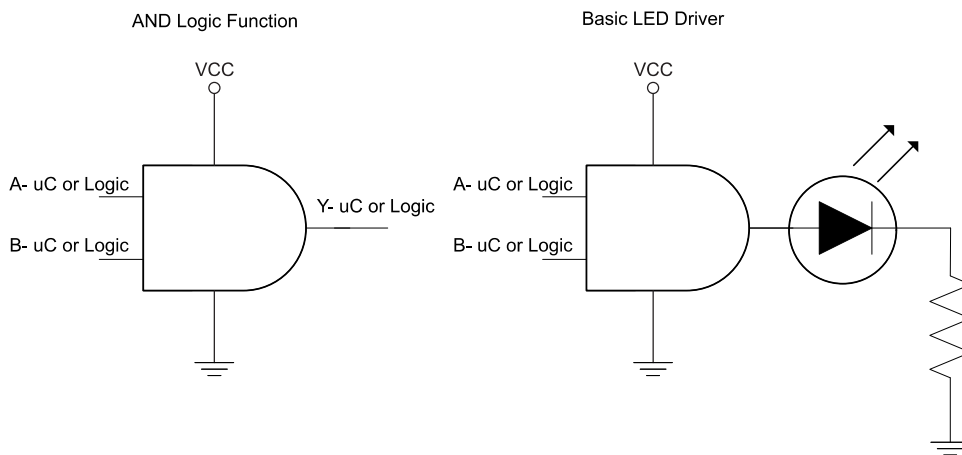 AND Logic Function
VCC
A- uC or Logic
B- uC or Logic
Y- uC or Logic
Basic LED Driver
VCC
A- uC or Logic
B- uC or Logic